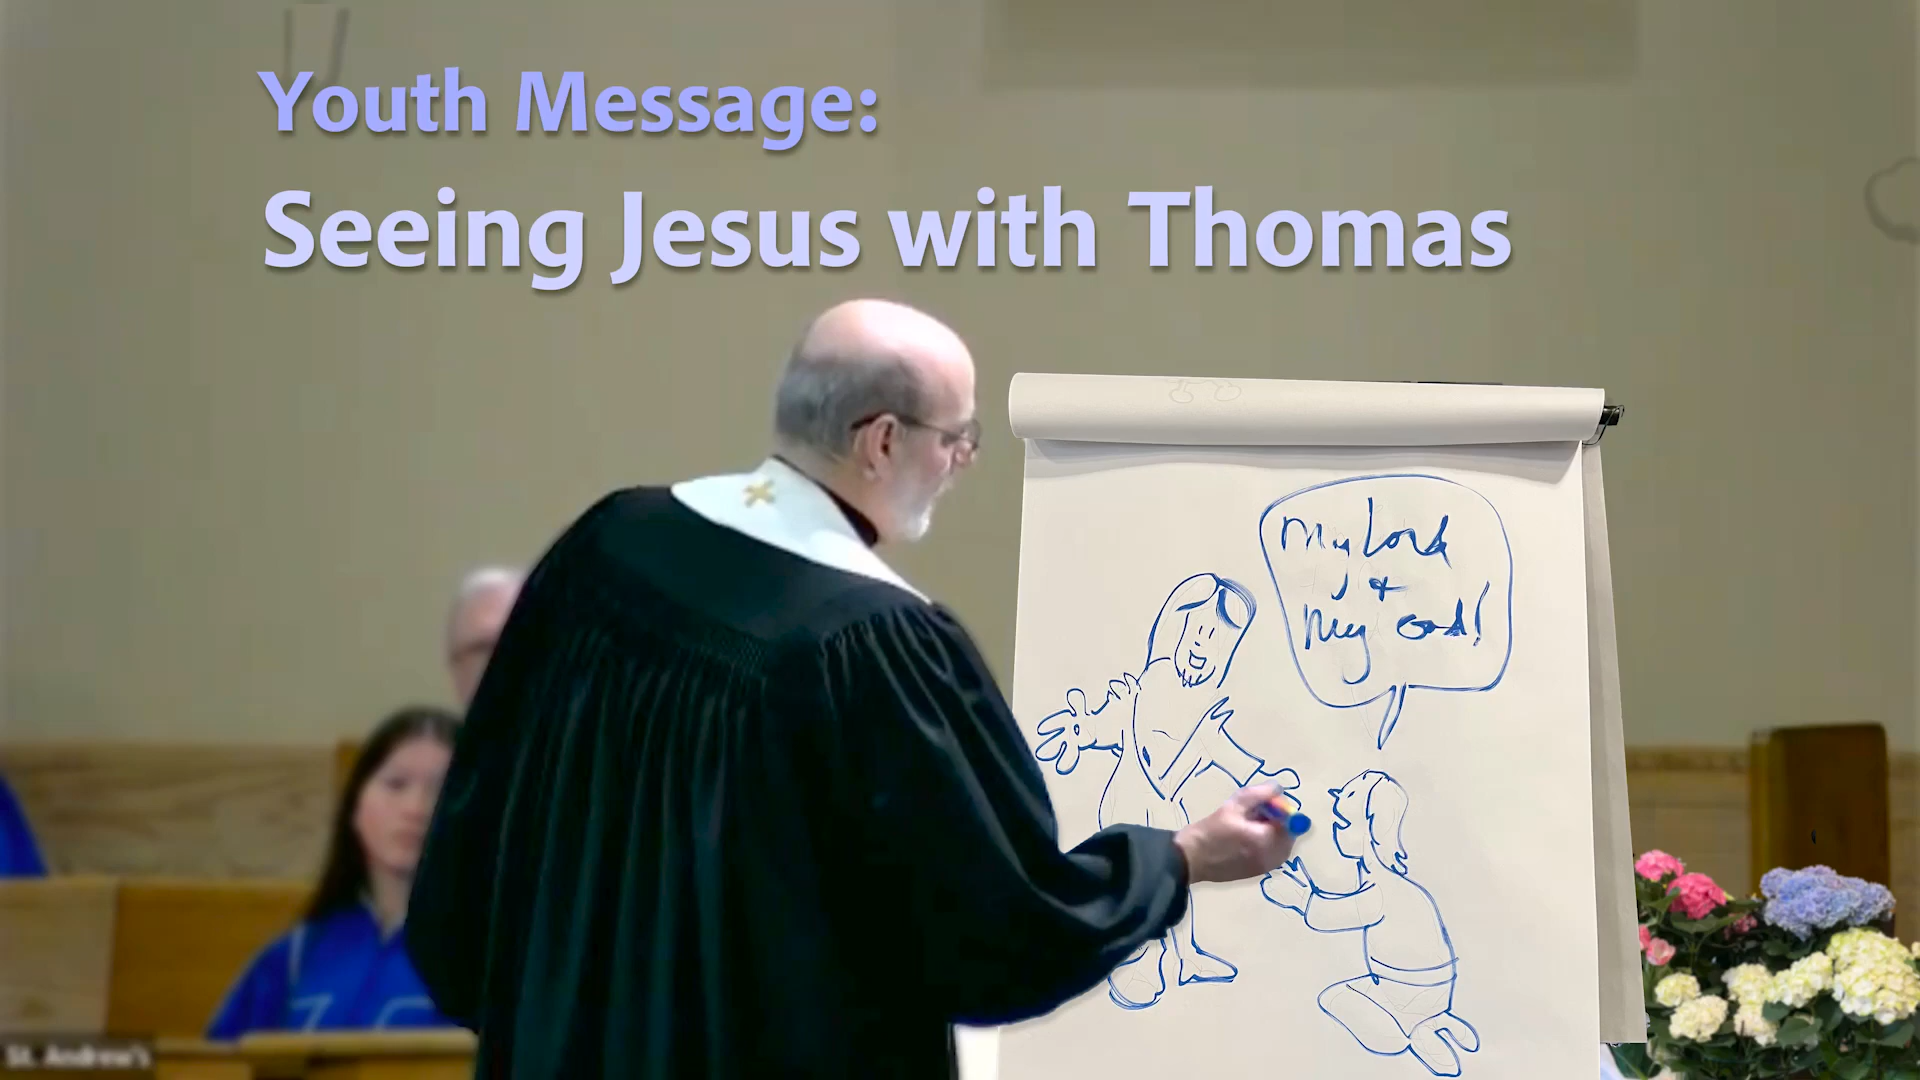 Youth Message:
Seeing Jesus with Thomas
My Lord
&
My God!
St. Andrew's